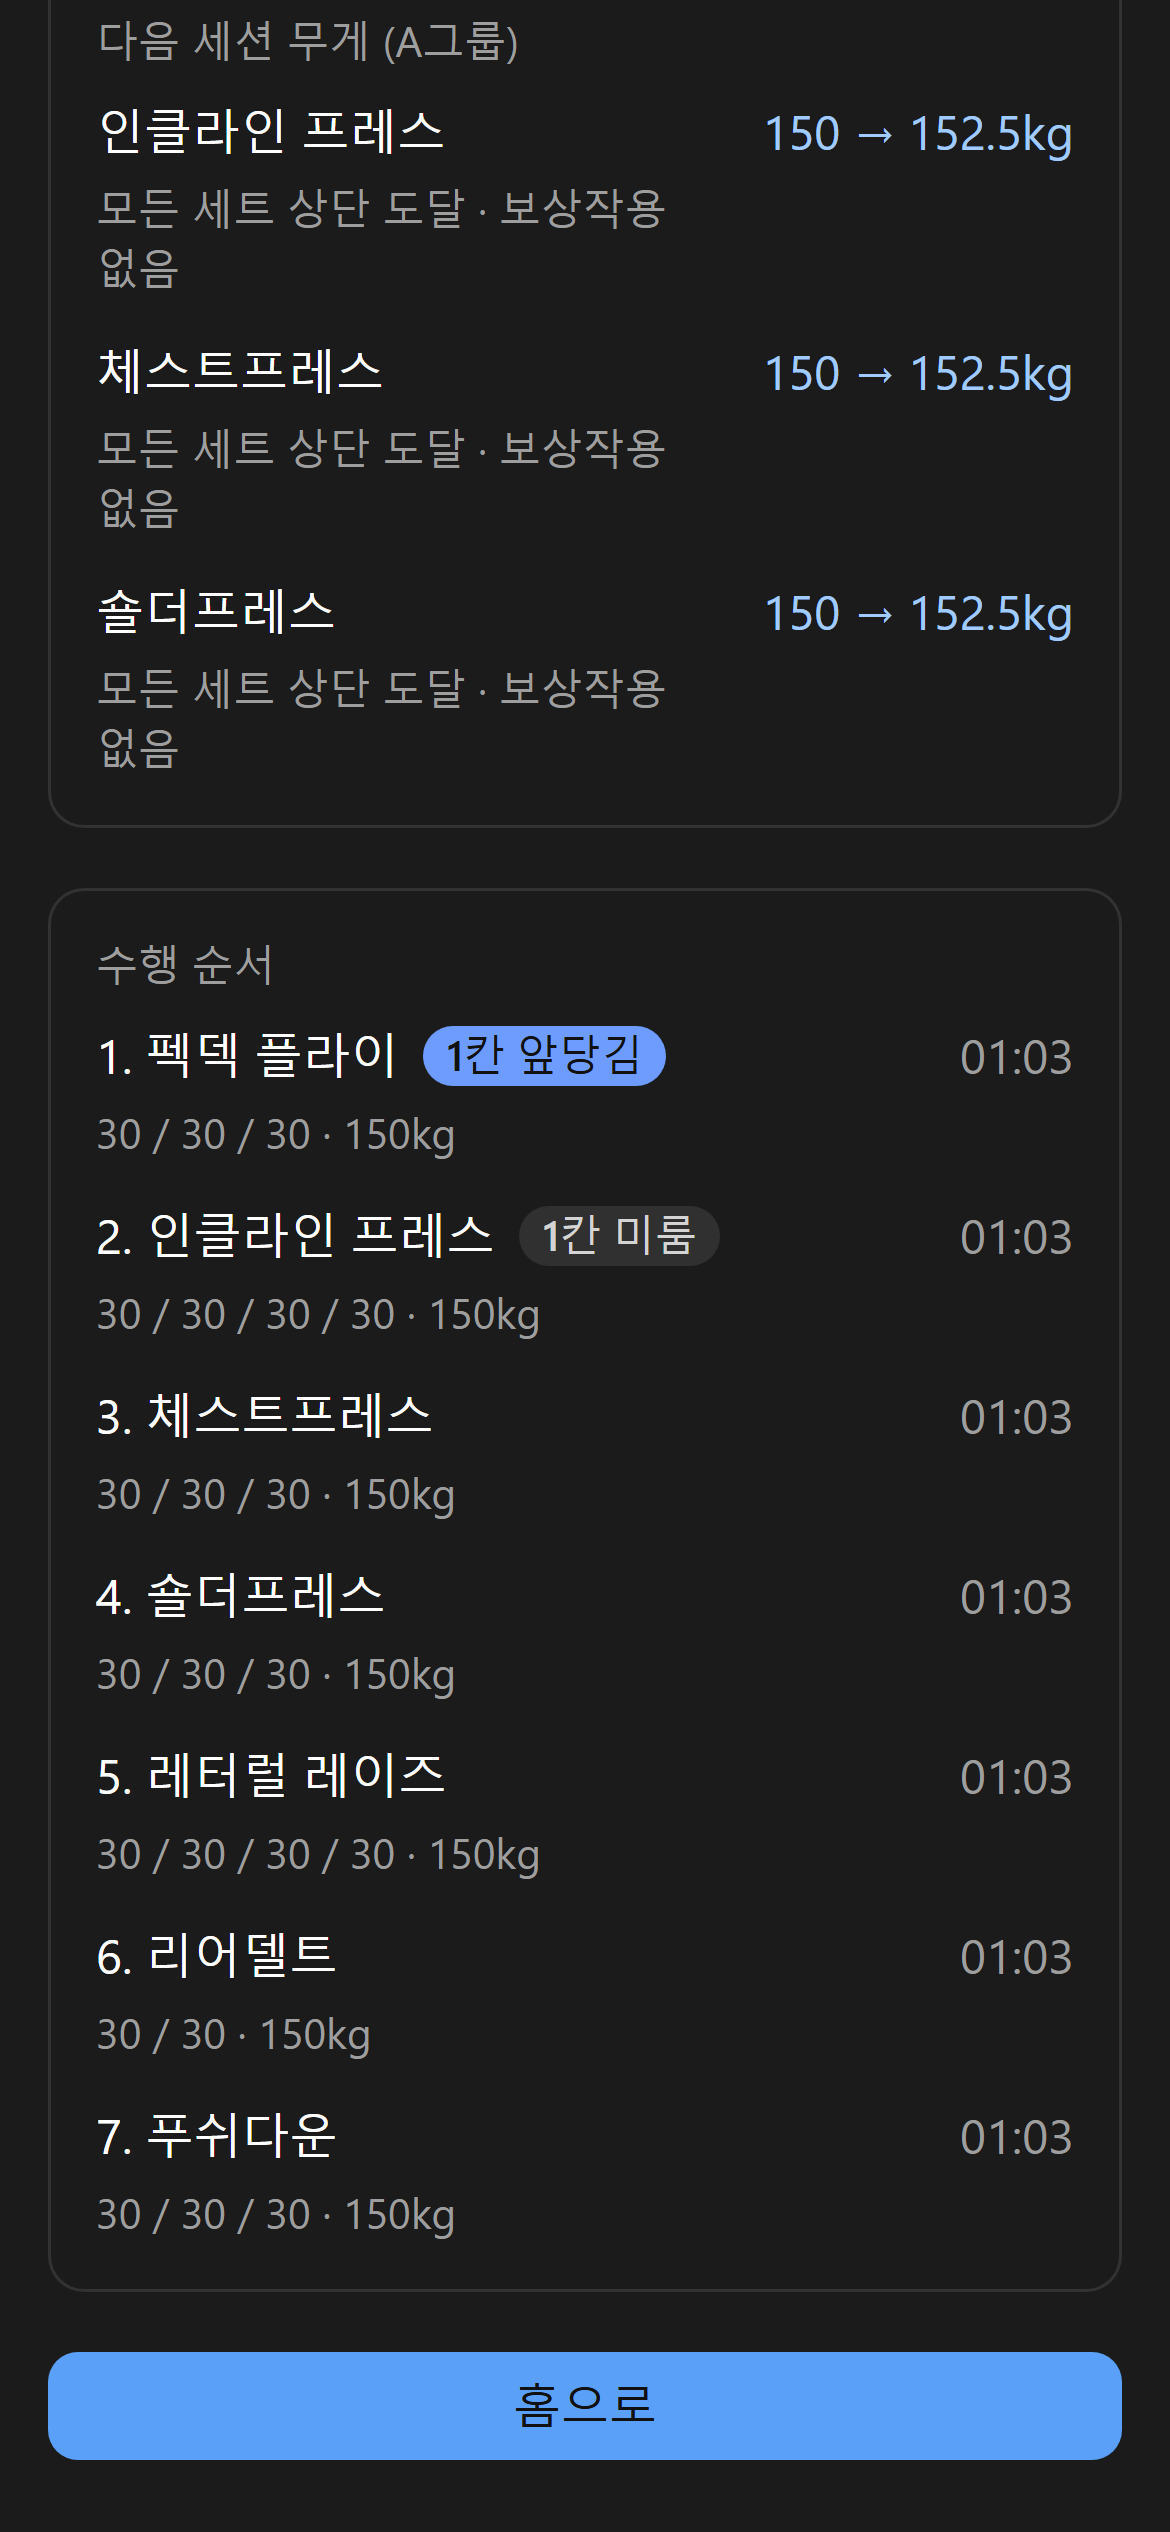 다음 세션 무게 (A그룹)
인클라인 프레스 150 → 152.5kg
모든 세트 상단 도달 · 보상작용
없음
체스트프레스 150 → 152.5kg
모든 세트 상단 도달 · 보상작용
없음
숄더프레스 150 → 152.5kg
모든 세트 상단 도달 · 보상작용
없음
수행 순서
1. 펙덱 플라이 1칸 앞당김 01:03
30 / 30 / 30 · 150kg
2. 인클라인 프레스 1칸 미룸 01:03
30 / 30 / 30 / 30 · 150kg
3. 체스트프레스 01:03
30 / 30 / 30 · 150kg
4. 숄더프레스 01:03
30 / 30 / 30 · 150kg
5. 레터럴 레이즈 01:03
30 / 30 / 30 / 30 · 150kg
6. 리어델트 01:03
30 / 30 · 150kg
7. 푸쉬다운 01:03
30 / 30 / 30 · 150kg
홈으로